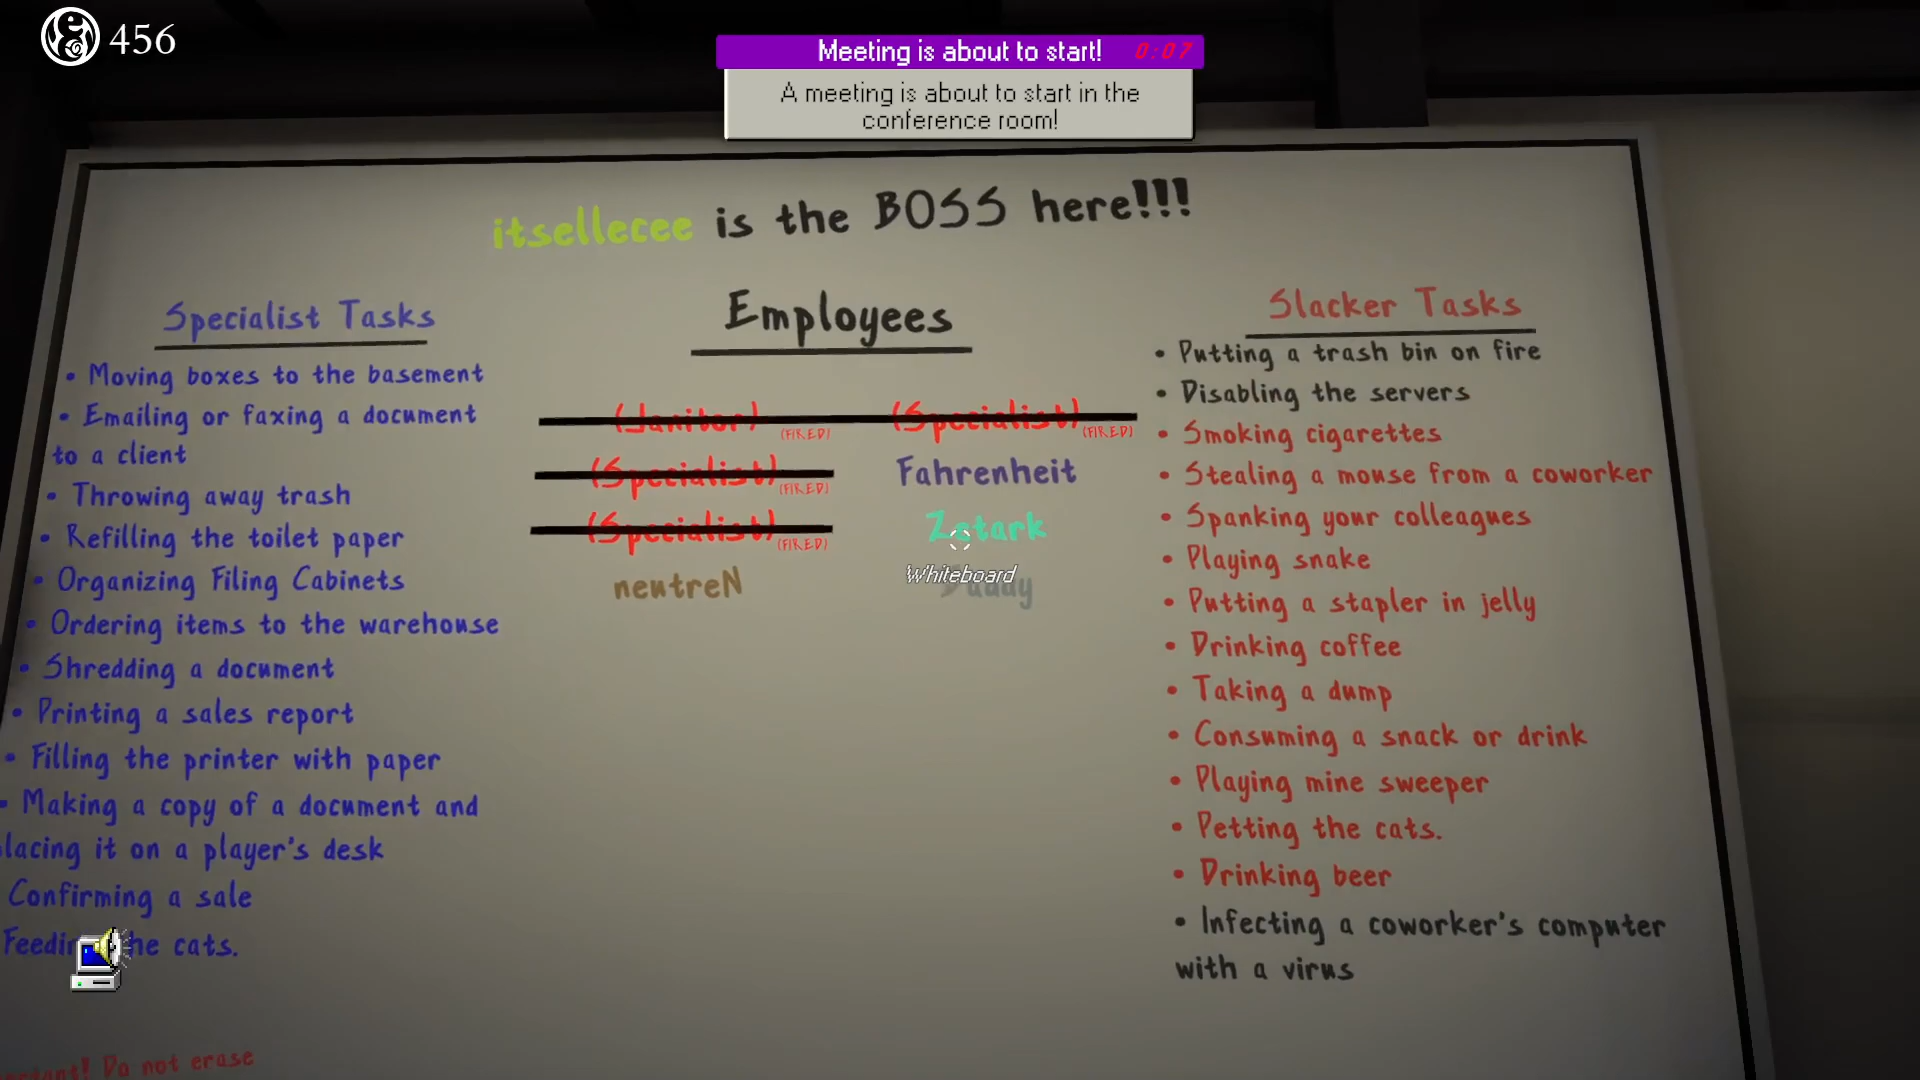 456
Meeting is about to start! 0:07
A meeting is about to start in the
conference room!
itsellecee is the BOSS here!!!
Specialist Tasks
• Moving boxes to the basement
• Emailing or faxing a document
to a client
• Throwing away trash
• Refilling the toilet paper
• Organizing Filing Cabinets
• Ordering items to the warehouse
• Shredding a document
• Printing a sales report
• Filling the printer with paper
• Making a copy of a document and
on a player's desk
Confirming a sale
cats.
Do not erase
Employees
(Janitor) (FIRED) (Specialist) (FIRED)
(Specialist) (FIRED) Fahrenheit
(Specialist) (FIRED) Zetark
neutreN
Whiteboard
Slacker Tasks
• Putting a trash bin on fire
• Disabling the servers
• Smoking cigarettes
• Stealing a mouse from a coworker
• Spanking your colleagues
• Playing snake
• Putting a stapler in jelly
• Drinking coffee
• Taking a dump
• Consuming a snack or drink
• Playing mine sweeper
• Petting the cats.
• Drinking beer
• Infecting a coworker's computer
with a virus